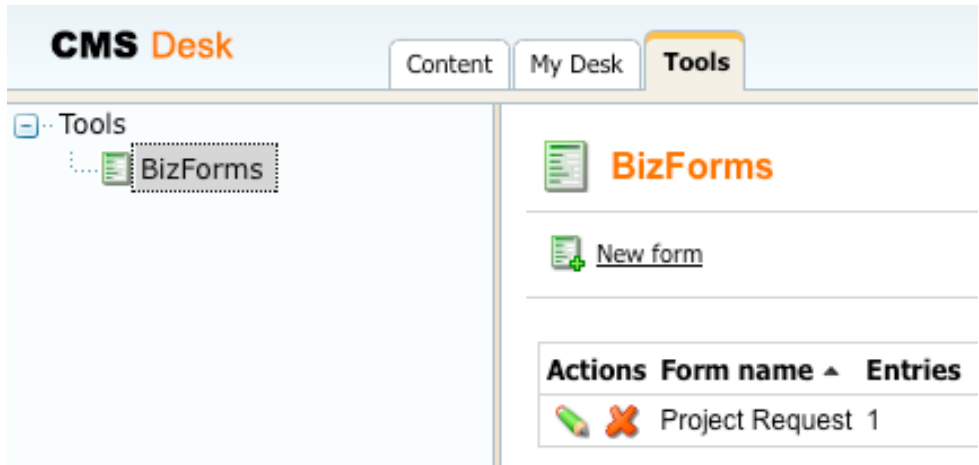 CMS Desk
Content My Desk Tools
Tools
BizForms
BizForms
New form
Actions Form name Entries
Project Request 1